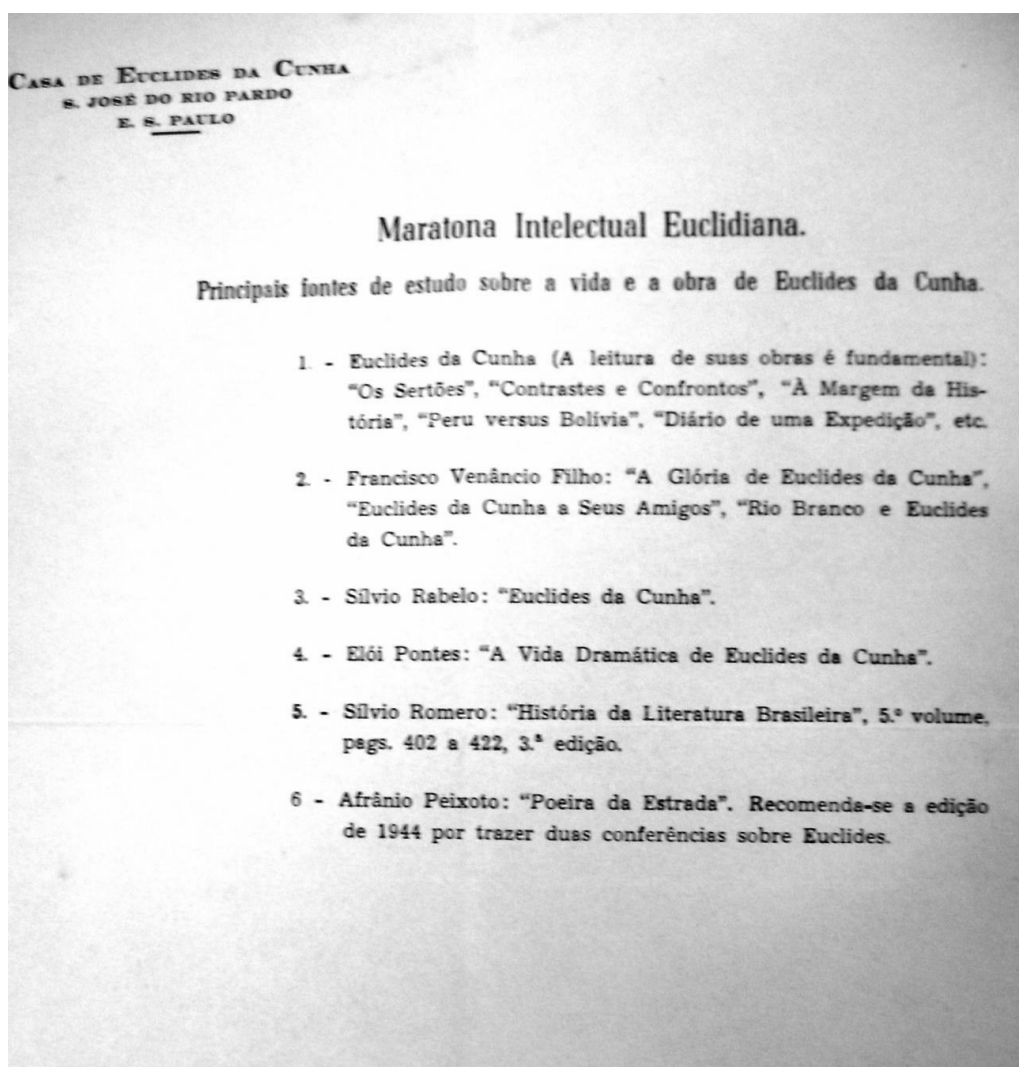 CASA DE EUCLIDES DA CUNHA
S. JOSÉ DO RIO PARDO
E. S. PAULO
Maratona Intelectual Euclidiana.
Principais fontes de estudo sobre a vida e a obra de Euclides da Cunha.
1. - Euclides da Cunha (A leitura de suas obras é fundamental):
“Os Sertões”, “Contrastes e Confrontos”, “À Margem da His-
tória”, “Peru versus Bolívia”, “Diário de uma Expedição”, etc.
2. - Francisco Venâncio Filho: “A Glória de Euclides da Cunha”,
“Euclides da Cunha a Seus Amigos”, “Rio Branco e Euclides
da Cunha”.
3. - Sílvio Rabelo: “Euclides da Cunha”.
4. - Elói Pontes: “A Vida Dramática de Euclides da Cunha”.
5. - Sílvio Romero: “História da Literatura Brasileira”, 5.º volume,
pags. 402 a 422, 3.ª edição.
6 - Afrânio Peixoto: “Poeira da Estrada”. Recomenda-se a edição
de 1944 por trazer duas conferências sobre Euclides.